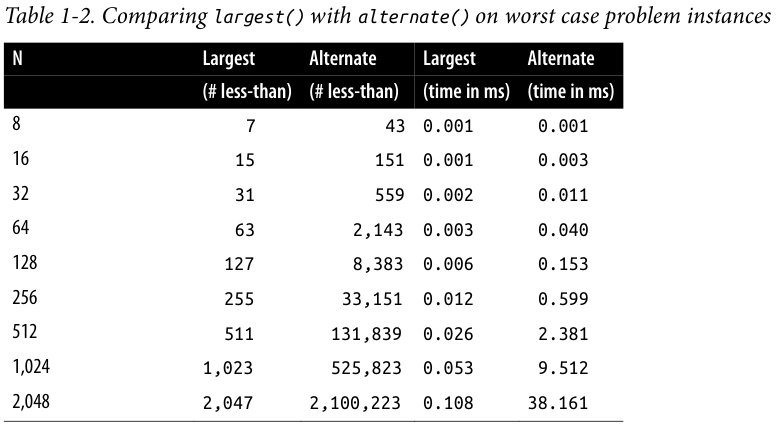 Table 1-2. Comparing largest() with alternate() on worst case problem instances
N Largest Alternate Largest Alternate
(# less-than) (# less-than) (time in ms) (time in ms)
8 7 43 0.001 0.001
16 15 151 0.001 0.003
32 31 559 0.002 0.011
64 63 2,143 0.003 0.040
128 127 8,383 0.006 0.153
256 255 33,151 0.012 0.599
512 511 131,839 0.026 2.381
1,024 1,023 525,823 0.053 9.512
2,048 2,047 2,100,223 0.108 38.161